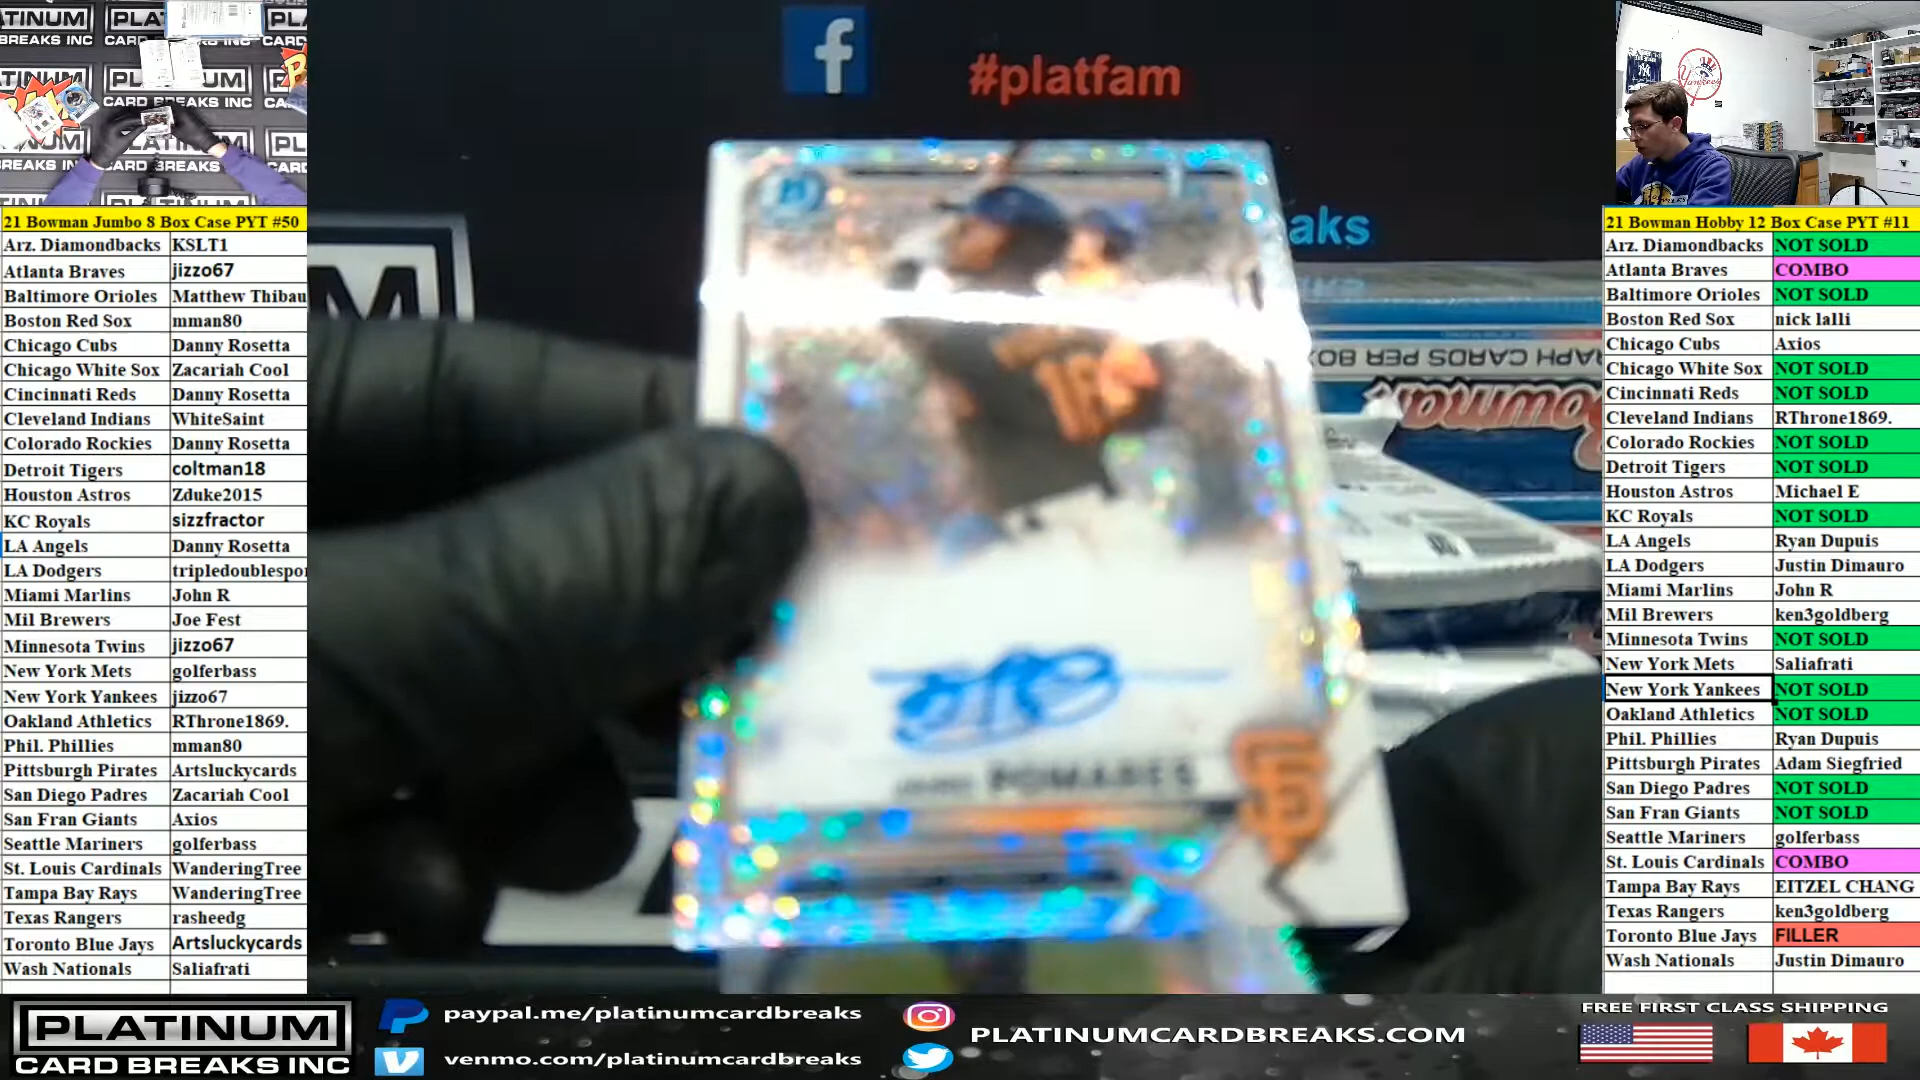 #platfam
aks
POMARES
21 Bowman Jumbo 8 Box Case PYT #50
Arz. Diamondbacks KSLT1
Atlanta Braves jizzo67
Baltimore Orioles Matthew Thibau
Boston Red Sox mman80
Chicago Cubs Danny Rosetta
Chicago White Sox Zacariah Cool
Cincinnati Reds Danny Rosetta
Cleveland Indians WhiteSaint
Colorado Rockies Danny Rosetta
Detroit Tigers coltman18
Houston Astros Zduke2015
KC Royals sizzfractor
LA Angels Danny Rosetta
LA Dodgers tripledoublespor
Miami Marlins John R
Mil Brewers Joe Fest
Minnesota Twins jizzo67
New York Mets golferbass
New York Yankees jizzo67
Oakland Athletics RThrone1869.
Phil. Phillies mman80
Pittsburgh Pirates Artsluckycards
San Diego Padres Zacariah Cool
San Fran Giants Axios
Seattle Mariners golferbass
St. Louis Cardinals WanderingTree
Tampa Bay Rays WanderingTree
Texas Rangers rasheedg
Toronto Blue Jays Artsluckycards
Wash Nationals Saliafrati
21 Bowman Hobby 12 Box Case PYT #11
Arz. Diamondbacks NOT SOLD
Atlanta Braves COMBO
Baltimore Orioles NOT SOLD
Boston Red Sox nick lalli
Chicago Cubs Axios
Chicago White Sox NOT SOLD
Cincinnati Reds NOT SOLD
Cleveland Indians RThrone1869.
Colorado Rockies NOT SOLD
Detroit Tigers NOT SOLD
Houston Astros Michael E
KC Royals NOT SOLD
LA Angels Ryan Dupuis
LA Dodgers Justin Dimauro
Miami Marlins John R
Mil Brewers ken3goldberg
Minnesota Twins NOT SOLD
New York Mets Saliafrati
New York Yankees NOT SOLD
Oakland Athletics NOT SOLD
Phil. Phillies Ryan Dupuis
Pittsburgh Pirates Adam Siegfried
San Diego Padres NOT SOLD
San Fran Giants NOT SOLD
Seattle Mariners golferbass
St. Louis Cardinals COMBO
Tampa Bay Rays EITZEL CHANG
Texas Rangers ken3goldberg
Toronto Blue Jays FILLER
Wash Nationals Justin Dimauro
PLATINUM
CARD BREAKS INC
paypal.me/platinumcardbreaks
venmo.com/platinumcardbreaks
PLATINUMCARDBREAKS.COM
FREE FIRST CLASS SHIPPING